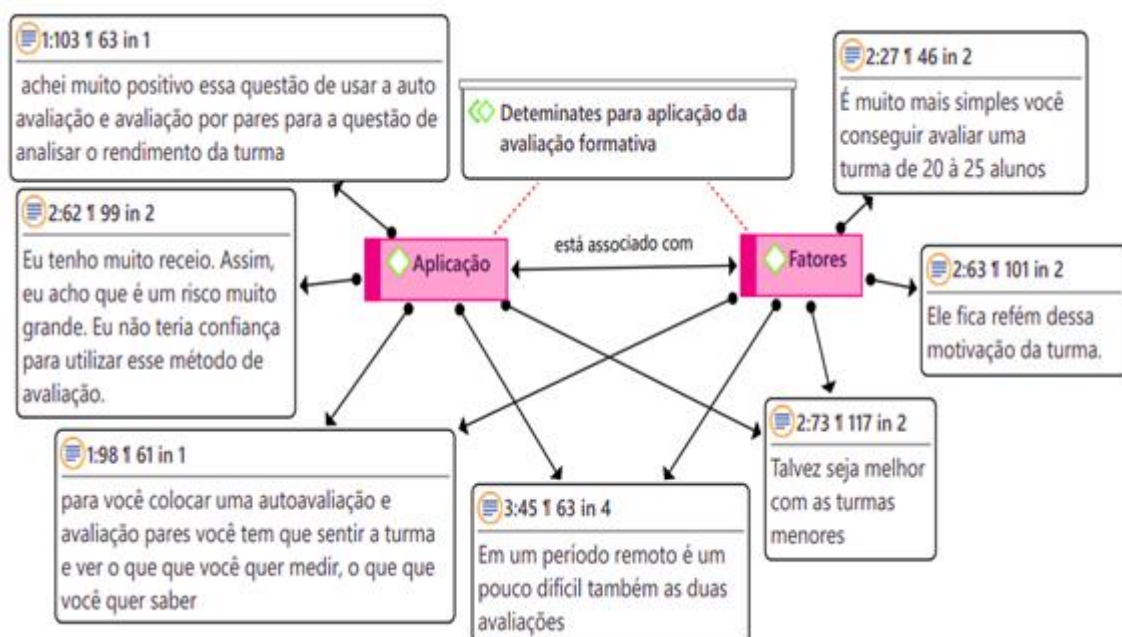 1:103 ¶ 63 in 1
achei muito positivo essa questão de usar a auto
avaliação e avaliação por pares para a questão de
analisar o rendimento da turma
Deteminates para aplicação da
avaliação formativa
2:27 ¶ 46 in 2
É muito mais simples você
conseguir avaliar uma
turma de 20 à 25 alunos
2:62 ¶ 99 in 2
Eu tenho muito receio. Assim,
eu acho que é um risco muito
grande. Eu não teria confiança
para utilizar esse método de
avaliação.
Aplicação
está associado com
Fatores
2:63 ¶ 101 in 2
Ele fica refém dessa
motivação da turma.
1:98 ¶ 61 in 1
para você colocar uma autoavaliação e
avaliação pares você tem que sentir a turma
e ver o que que você quer medir, o que que
você quer saber
3:45 ¶ 63 in 4
Em um período remoto é um
pouco difícil também as duas
avaliações
2:73 ¶ 117 in 2
Talvez seja melhor
com as turmas
menores